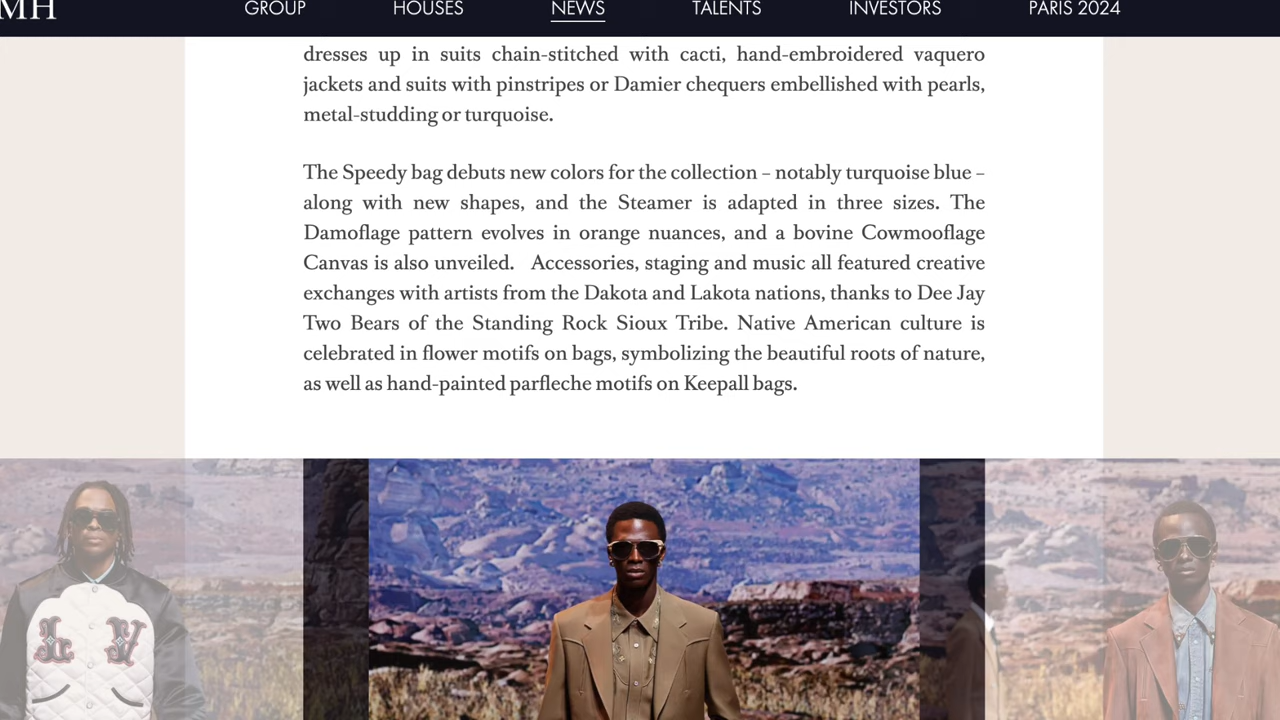 MH
GROUP HOUSES NEWS TALENTS INVESTORS PARIS 2024
dresses up in suits chain-stitched with cacti, hand-embroidered vaquero
jackets and suits with pinstripes or Damier chequers embellished with pearls,
metal-studding or turquoise.
The Speedy bag debuts new colors for the collection – notably turquoise blue –
along with new shapes, and the Steamer is adapted in three sizes. The
Damoflage pattern evolves in orange nuances, and a bovine Cowmooflage
Canvas is also unveiled. Accessories, staging and music all featured creative
exchanges with artists from the Dakota and Lakota nations, thanks to Dee Jay
Two Bears of the Standing Rock Sioux Tribe. Native American culture is
celebrated in flower motifs on bags, symbolizing the beautiful roots of nature,
as well as hand-painted parfleche motifs on Keepall bags.
LV